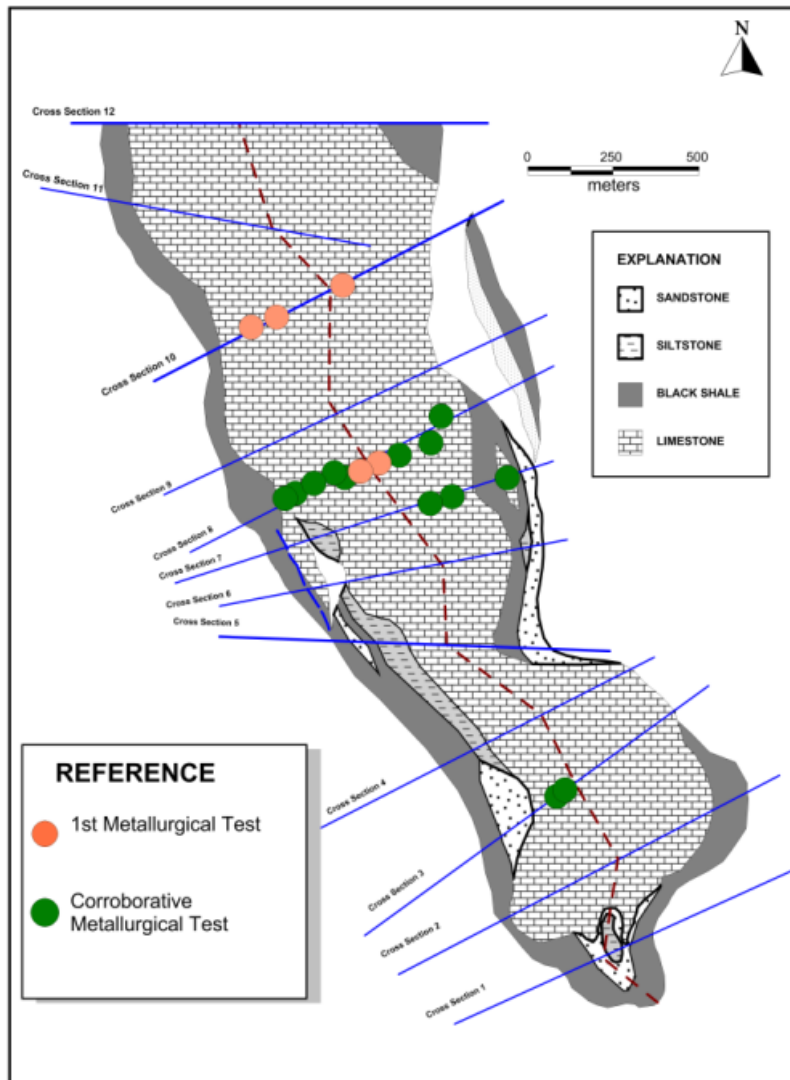 N
Cross Section 12
0 250 500
meters
Cross Section 11
EXPLANATION
SANDSTONE
SILTSTONE
BLACK SHALE
LIMESTONE
Cross Section 10
Cross Section 9
Cross Section 8
Cross Section 7
Cross Section 6
Cross Section 5
Cross Section 4
Cross Section 3
Cross Section 2
Cross Section 1
REFERENCE
1st Metallurgical Test
Corroborative
Metallurgical Test